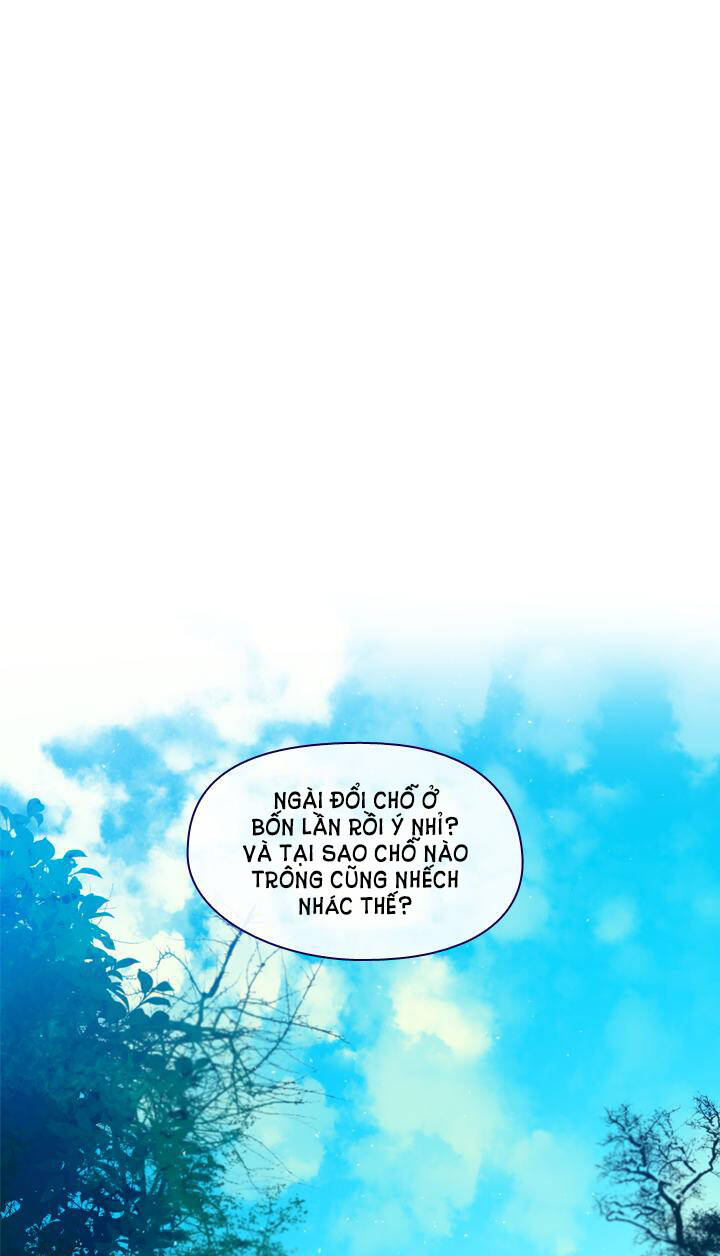 NGÀI ĐỔI CHỖ Ở
BỐN LẦN RỒI Ý NHỈ?
VÀ TẠI SAO CHỖ NÀO
TRÔNG CŨNG NHẾCH
NHÁC THẾ?